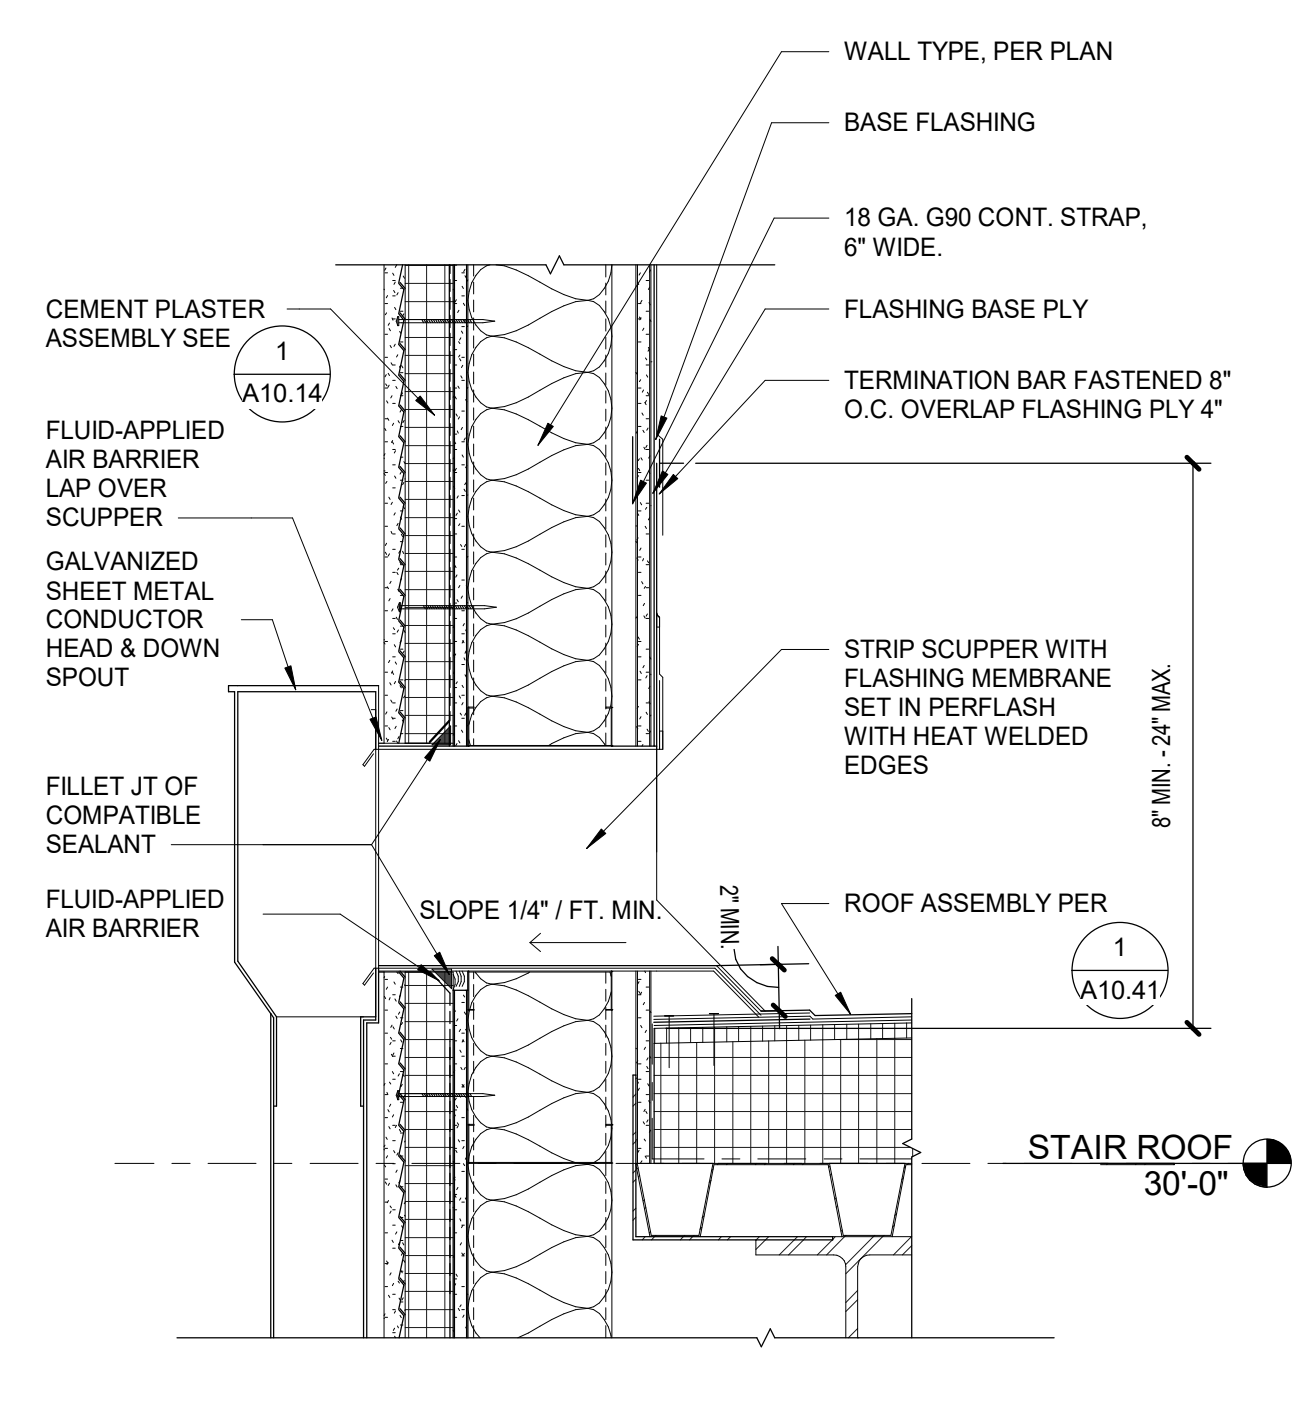 WALL TYPE, PER PLAN
BASE FLASHING
18 GA. G90 CONT. STRAP,
6" WIDE.
FLASHING BASE PLY
TERMINATION BAR FASTENED 8"
O.C. OVERLAP FLASHING PLY 4"
CEMENT PLASTER
ASSEMBLY SEE
1
A10.14
FLUID-APPLIED
AIR BARRIER
LAP OVER
SCUPPER
GALVANIZED
SHEET METAL
CONDUCTOR
HEAD & DOWN
SPOUT
STRIP SCUPPER WITH
FLASHING MEMBRANE
SET IN PERFLASH
WITH HEAT WELDED
EDGES
8" MIN. - 24" MAX.
FILLET JT OF
COMPATIBLE
SEALANT
FLUID-APPLIED
AIR BARRIER
SLOPE 1/4" / FT. MIN.
2" MIN.
ROOF ASSEMBLY PER
1
A10.41
STAIR ROOF
30'-0"